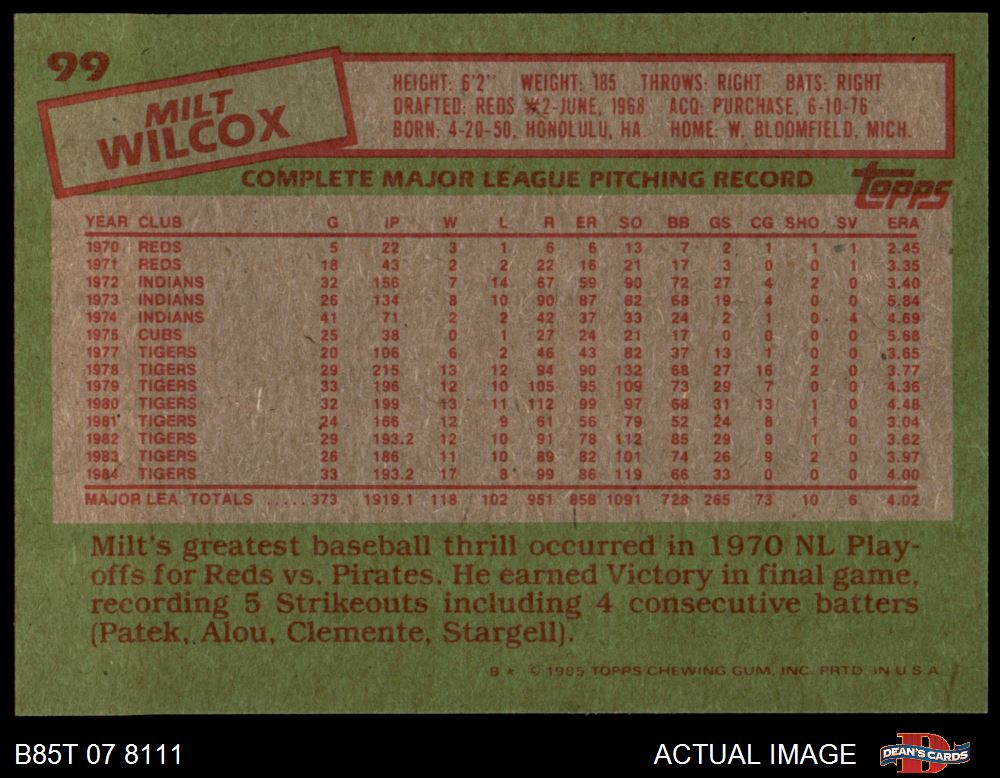 99
MILT
WILCOX
HEIGHT: 6'2" WEIGHT: 185 THROWS: RIGHT BATS: RIGHT
DRAFTED: REDS #2-JUNE, 1968 ACQ: PURCHASE, 6-10-76
BORN: 4-20-50, HONOLULU, HA HOME: W. BLOOMFIELD, MICH.
COMPLETE MAJOR LEAGUE PITCHING RECORD
topps
YEAR CLUB G IP W L R ER SO BB GS CG SHO SV ERA
1970 REDS 5 22 3 1 6 6 13 7 2 1 1 1 2.45
1971 REDS 18 43 2 2 22 16 21 17 3 0 0 1 3.35
1972 INDIANS 32 156 7 14 67 59 90 72 27 4 2 0 3.40
1973 INDIANS 26 134 8 10 90 87 82 68 19 4 0 0 5.84
1974 INDIANS 41 71 2 2 42 37 33 24 2 1 0 4 4.69
1975 CUBS 25 38 0 1 27 24 21 17 0 0 0 0 5.68
1977 TIGERS 20 106 6 2 46 43 82 37 13 1 0 0 3.65
1978 TIGERS 29 215 13 12 94 90 132 68 27 16 2 0 3.77
1979 TIGERS 33 196 12 10 105 95 109 73 29 7 0 0 4.36
1980 TIGERS 32 199 13 11 112 99 97 68 31 13 1 0 4.48
1981 TIGERS 24 166 12 9 61 56 79 52 24 8 1 0 3.04
1982 TIGERS 29 193.2 12 10 91 78 112 85 29 9 1 0 3.62
1983 TIGERS 26 186 11 10 89 82 101 74 26 9 2 0 3.97
1984 TIGERS 33 193.2 17 8 99 86 119 66 33 0 0 0 4.00
MAJOR LEA. TOTALS ..... 373 1919.1 118 102 951 858 1091 728 265 73 10 6 4.02
Milt's greatest baseball thrill occurred in 1970 NL Play-
offs for Reds vs. Pirates. He earned Victory in final game,
recording 5 Strikeouts including 4 consecutive batters
(Patek, Alou, Clemente, Stargell).
B * © 1985 TOPPS CHEWING GUM, INC. PRTD. IN U S A
B85T 07 8111 ACTUAL IMAGE
D
DEAN'S CARDS